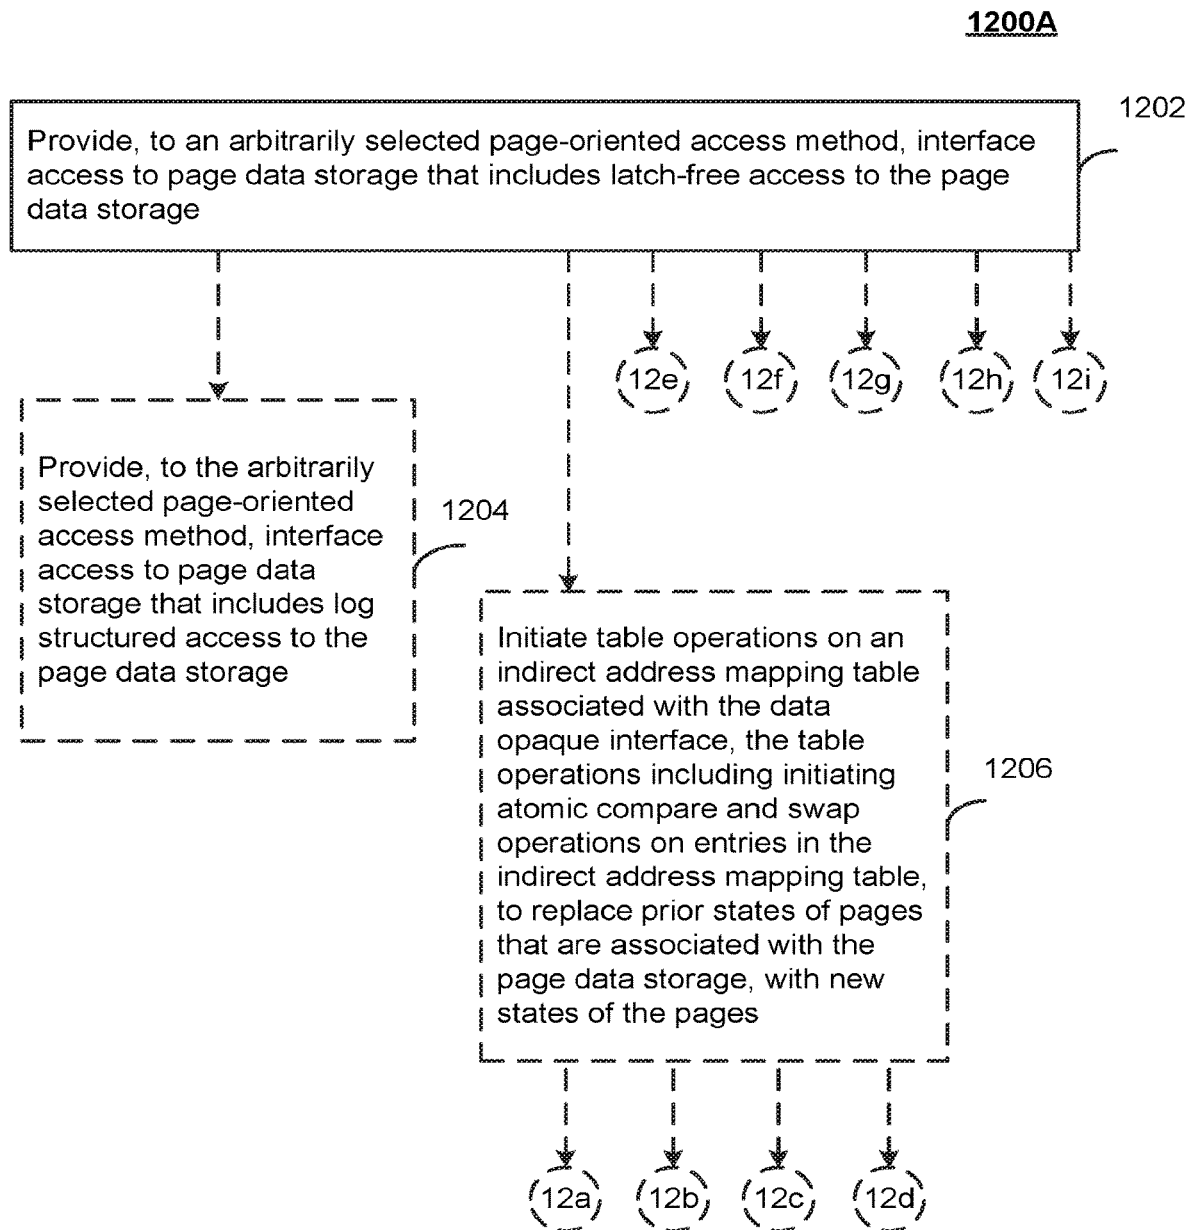 1200A
1202
Provide, to an arbitrarily selected page-oriented access method, interface
access to page data storage that includes latch-free access to the page
data storage
12e
12f
12g
12h
12i
Provide, to the arbitrarily
selected page-oriented
access method, interface
access to page data
storage that includes log
structured access to the
page data storage
1204
Initiate table operations on an
indirect address mapping table
associated with the data
opaque interface, the table
operations including initiating
atomic compare and swap
operations on entries in the
indirect address mapping table,
to replace prior states of pages
that are associated with the
page data storage, with new
states of the pages
1206
12a
12b
12c
12d